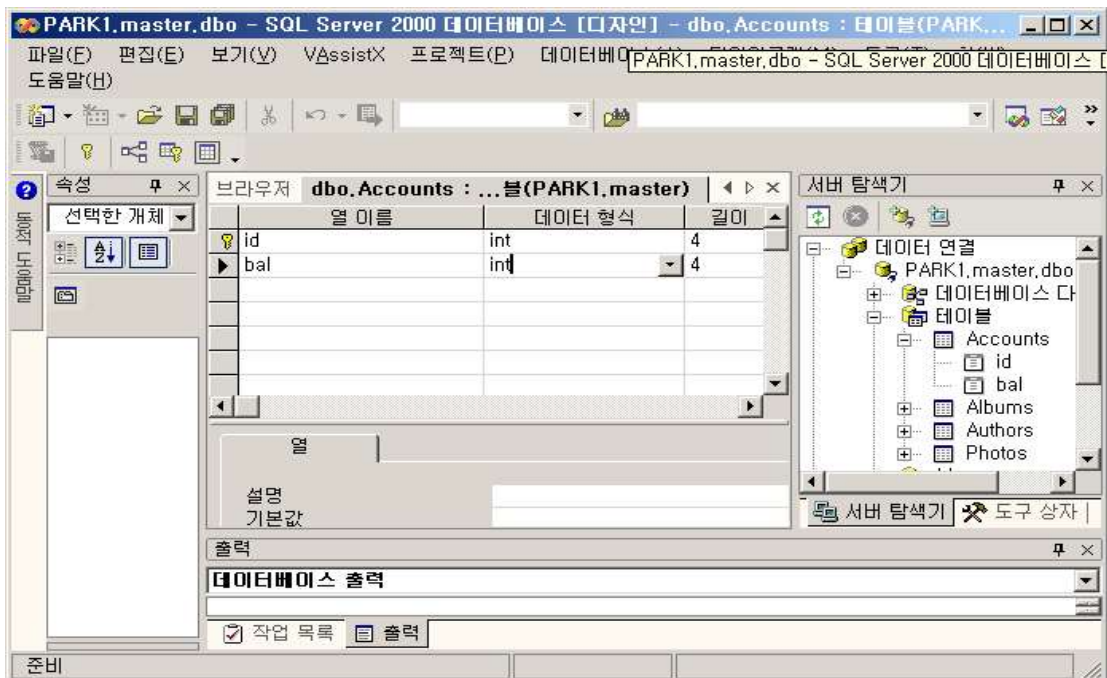 PARK1.master.dbo - SQL Server 2000 데이터베이스 [디자인] - dbo.Accounts : 테이블(PARK...
파일(F) 편집(E) 보기(V) VAssistX 프로젝트(P) 데이터베이
PARK1.master.dbo - SQL Server 2000 데이터베이스 [
도움말(H)
속성
선택한 개체
동적 도움말
브라우저 dbo.Accounts : ...블(PARK1.master)
열 이름 데이터 형식 길이
id int 4
bal int 4
열
설명
기본값
서버 탐색기
데이터 연결
PARK1.master.dbo
데이터베이스 다
테이블
Accounts
id
bal
Albums
Authors
Photos
서버 탐색기 도구 상자
출력
데이터베이스 출력
작업 목록 출력
준비